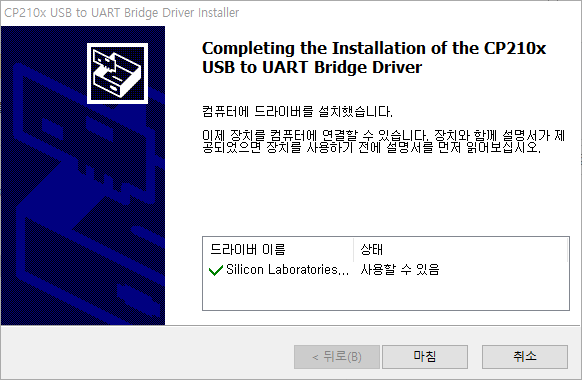 CP210x USB to UART Bridge Driver Installer
Completing the Installation of the CP210x
USB to UART Bridge Driver
컴퓨터에 드라이버를 설치했습니다.
이제 장치를 컴퓨터에 연결할 수 있습니다. 장치와 함께 설명서가 제
공되었으면 장치를 사용하기 전에 설명서를 먼저 읽어보십시오.
드라이버 이름 상태
Silicon Laboratories... 사용할 수 있음
< 뒤로(B) 마침 취소